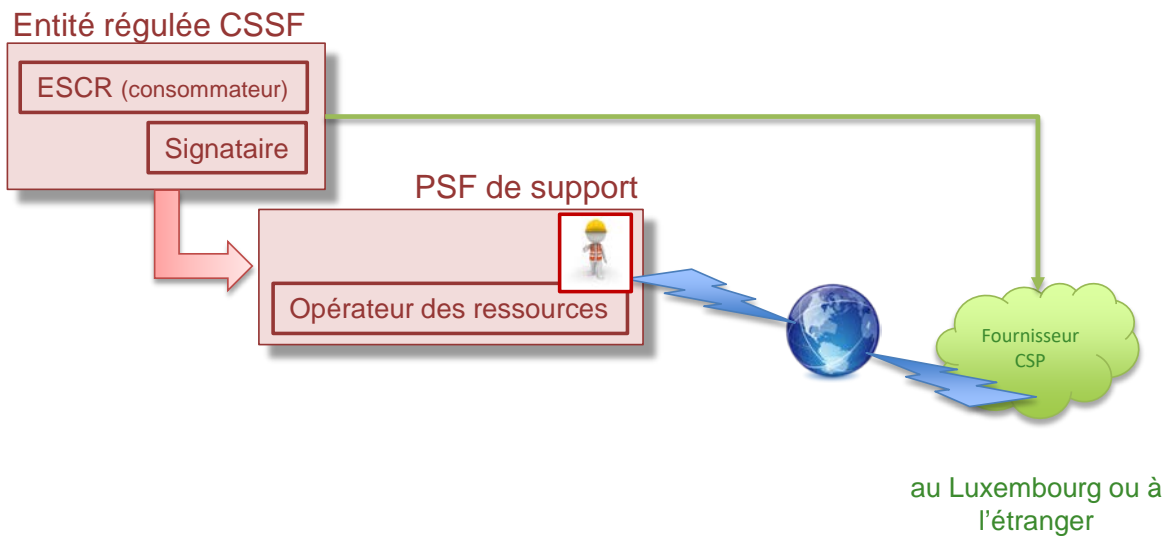 Entité régulée CSSF
ESCR (consommateur)
Signataire
PSF de support
Opérateur des ressources
Fournisseur
CSP
au Luxembourg ou à
l’étranger